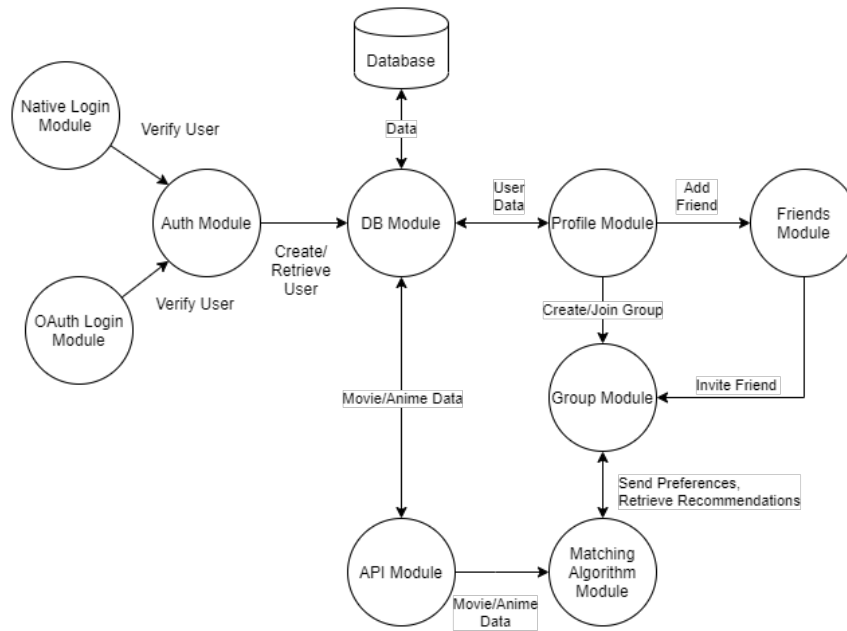 Database
Native Login
Module
Verify User
Data
Auth Module
DB Module
User
Data
Profile Module
Add
Friend
Friends
Module
Create/
Retrieve
User
Verify User
OAuth Login
Module
Create/Join Group
Movie/Anime Data
Group Module
Invite Friend
Send Preferences,
Retrieve Recommendations
API Module
Movie/Anime
Data
Matching
Algorithm
Module